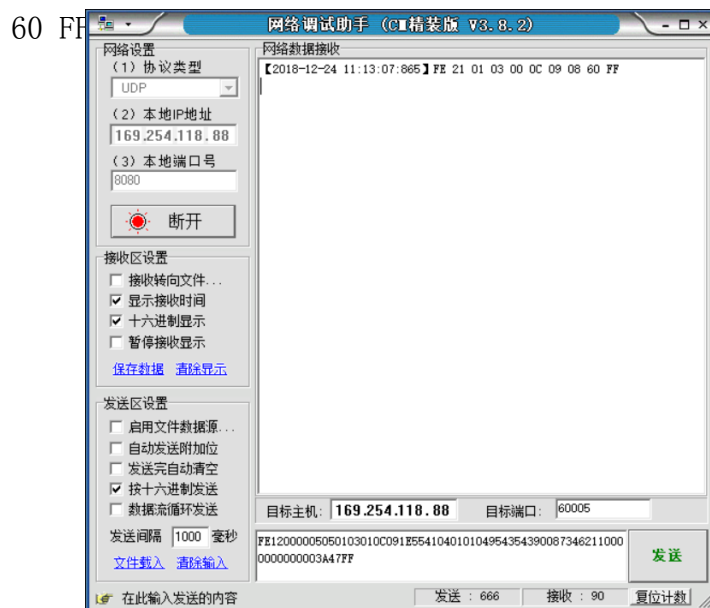 60 FF
网络调试助手 (CⅢ精装版 V3.8.2)
网络设置
(1) 协议类型
UDP
(2) 本地IP地址
169.254.118.88
(3) 本地端口号
8080
断开
接收区设置
接收转向文件...
显示接收时间
十六进制显示
暂停接收显示
保存数据 清除显示
发送区设置
启用文件数据源...
自动发送附加位
发送完自动清空
按十六进制发送
数据流循环发送
发送间隔 1000 毫秒
文件载入 清除输入
网络数据接收
【2018-12-24 11:13:07:865】FE 21 01 03 00 0C 09 08 60 FF
目标主机: 169.254.118.88 目标端口: 60005
FE12000005050103010C091E55410401010495435439008734621​1000
0000000003A47FF
发送
在此输入发送的内容 发送 : 666 接收 : 90 复位计数